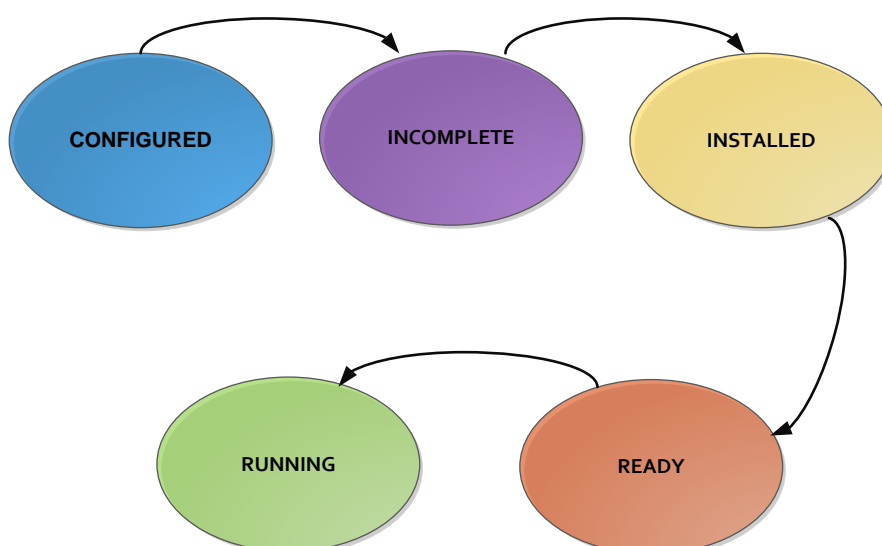 CONFIGURED
INCOMPLETE
INSTALLED
RUNNING
READY